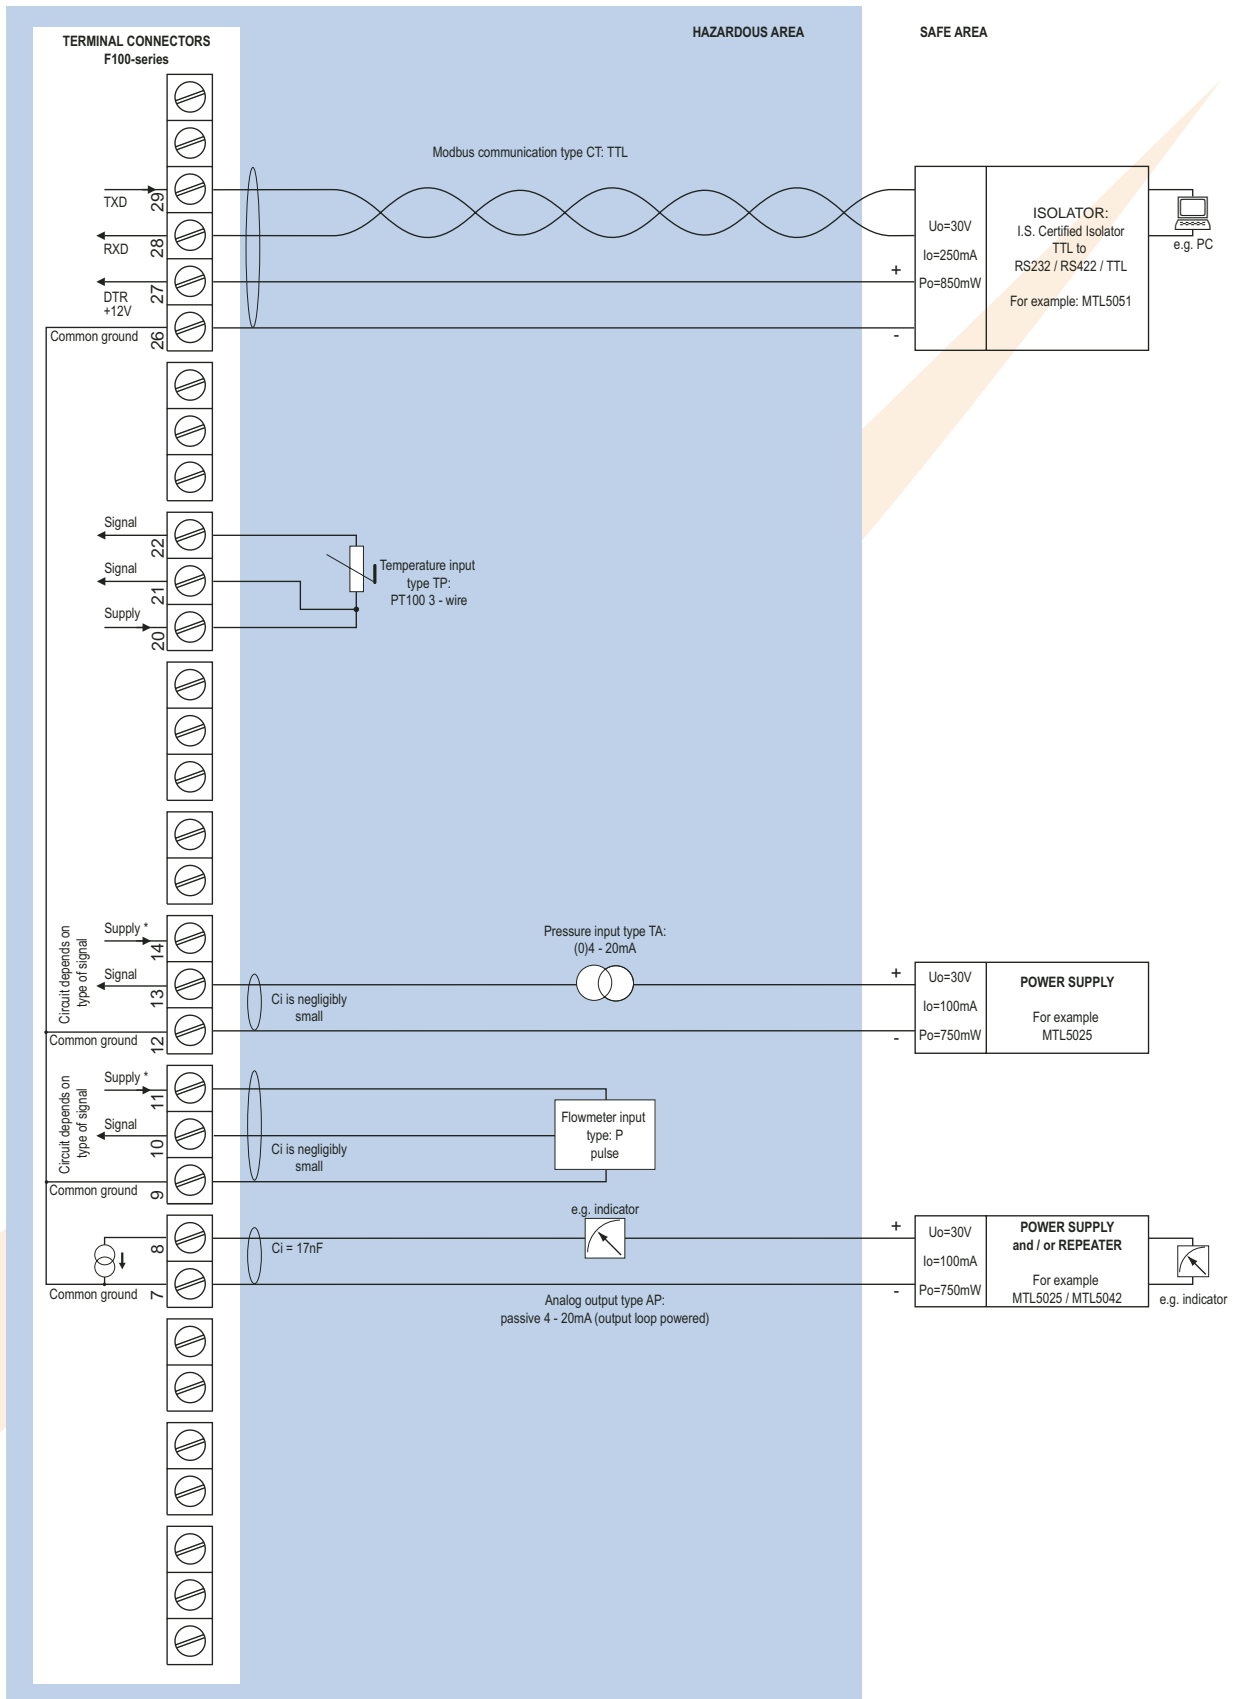 HAZARDOUS AREA
SAFE AREA
TERMINAL CONNECTORS
F100-series
Modbus communication type CT: TTL
TXD
29
RXD
28
DTR
+12V
27
Common ground
26
+
-
Uo=30V
Io=250mA
Po=850mW
ISOLATOR:
I.S. Certified Isolator
TTL to
RS232 / RS422 / TTL
For example: MTL5051
e.g. PC
Signal
22
Signal
21
Supply
20
Temperature input
type TP:
PT100 3 - wire
Circuit depends on
type of signal
Supply *
14
Signal
13
Common ground
12
Ci is negligibly
small
Pressure input type TA:
(0)4 - 20mA
+
-
Uo=30V
Io=100mA
Po=750mW
POWER SUPPLY
For example
MTL5025
Circuit depends on
type of signal
Supply *
11
Signal
10
Common ground
9
Ci is negligibly
small
Flowmeter input
type: P
pulse
8
Common ground
7
Ci = 17nF
e.g. indicator
Analog output type AP:
passive 4 - 20mA (output loop powered)
+
-
Uo=30V
Io=100mA
Po=750mW
POWER SUPPLY
and / or REPEATER
For example
MTL5025 / MTL5042
e.g. indicator